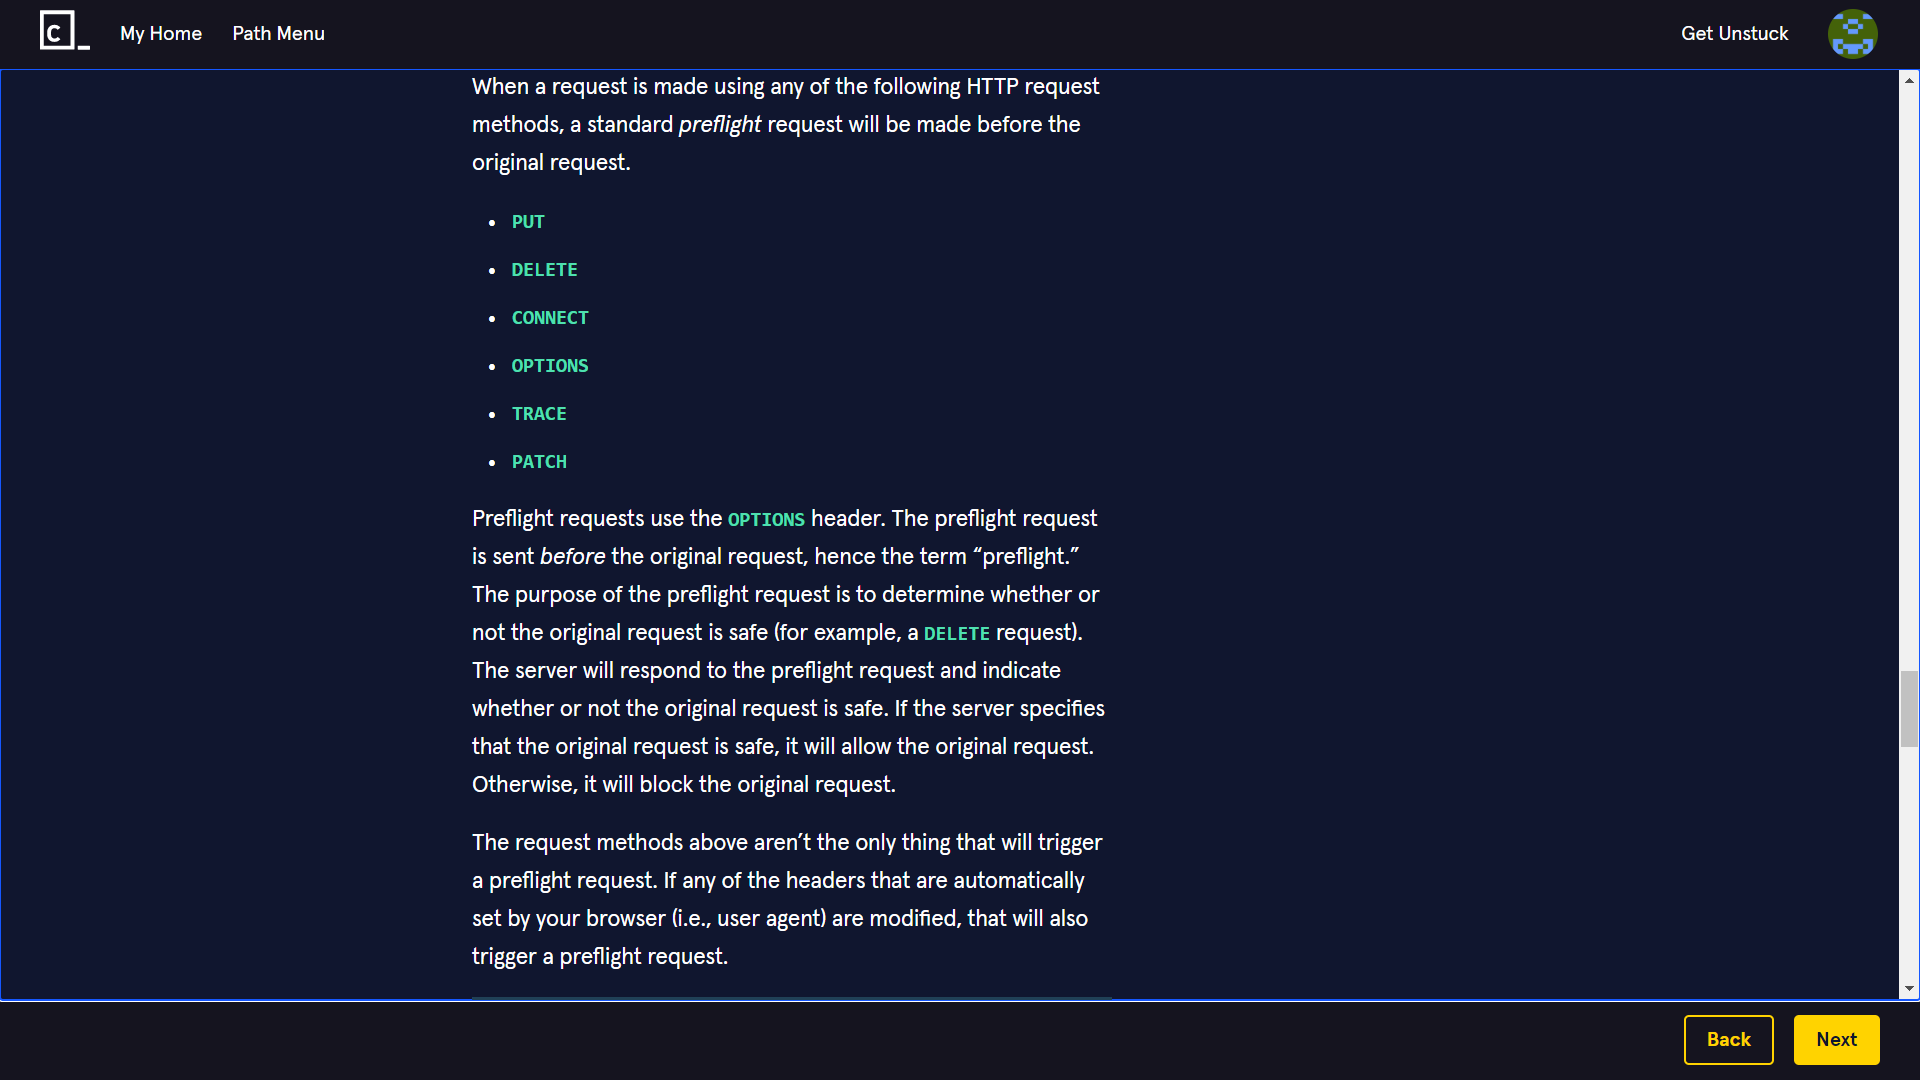 C_
My Home
Path Menu
Get Unstuck
When a request is made using any of the following HTTP request
methods, a standard preflight request will be made before the
original request.
• PUT
• DELETE
• CONNECT
• OPTIONS
• TRACE
• PATCH
Preflight requests use the OPTIONS header. The preflight request
is sent before the original request, hence the term “preflight.”
The purpose of the preflight request is to determine whether or
not the original request is safe (for example, a DELETE request).
The server will respond to the preflight request and indicate
whether or not the original request is safe. If the server specifies
that the original request is safe, it will allow the original request.
Otherwise, it will block the original request.
The request methods above aren’t the only thing that will trigger
a preflight request. If any of the headers that are automatically
set by your browser (i.e., user agent) are modified, that will also
trigger a preflight request.
Back
Next